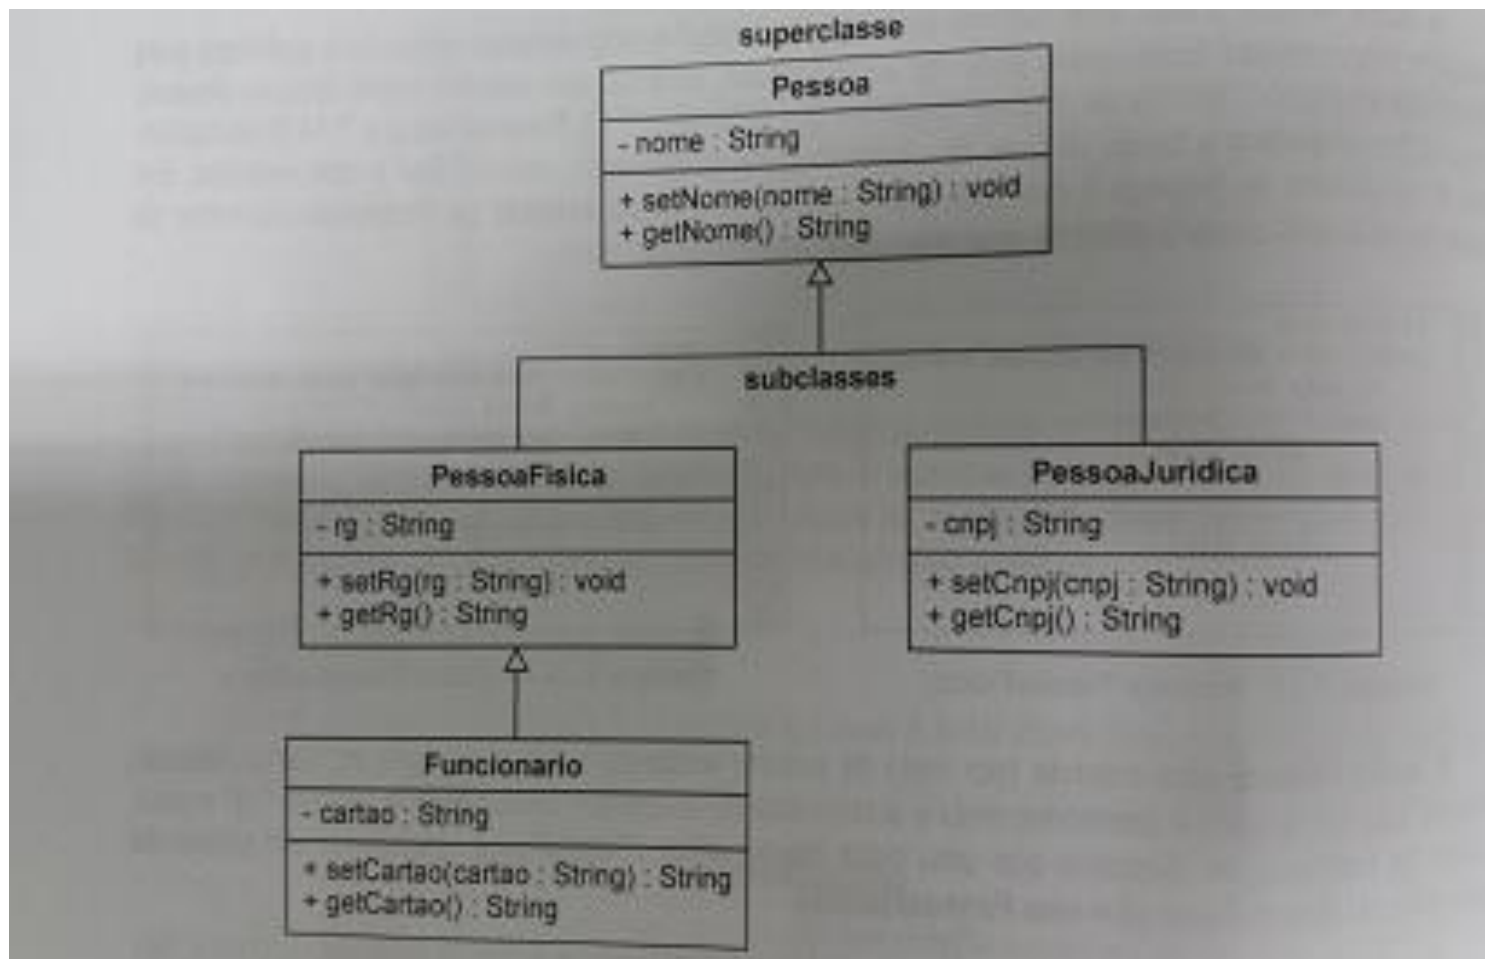 superclasse
Pessoa
- nome : String
+ setNome(nome : String) : void
+ getNome() : String
subclasses
PessoaFisica
- rg : String
+ setRg(rg : String) : void
+ getRg() : String
PessoaJuridica
- cnpj : String
+ setCnpj(cnpj : String) : void
+ getCnpj() : String
Funcionario
- cartao : String
+ setCartao(cartao : String) : String
+ getCartao() : String